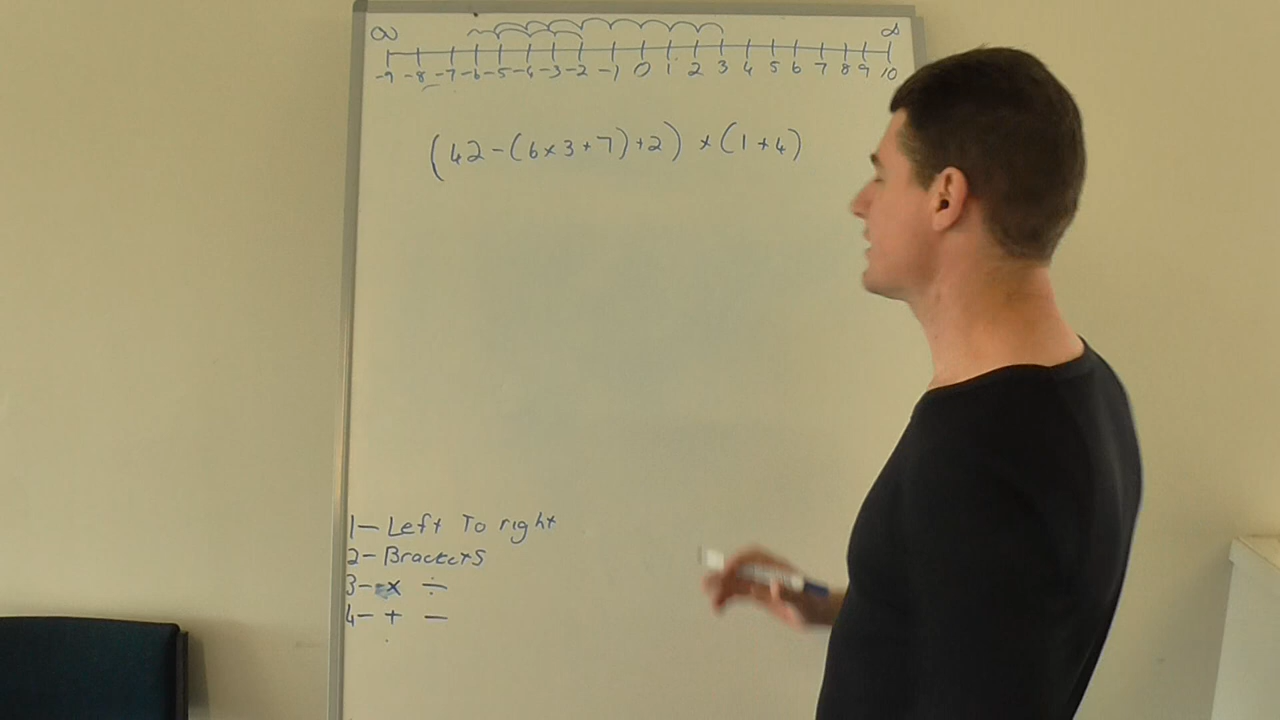 ∞ ∞
-9 -8 -7 -6 -5 -4 -3 -2 -1 0 1 2 3 4 5 6 7 8 9 10
(42-(6×3+7)+2) ×(1+4)
1- Left To right
2- Brackets
3- × ÷
4- + -